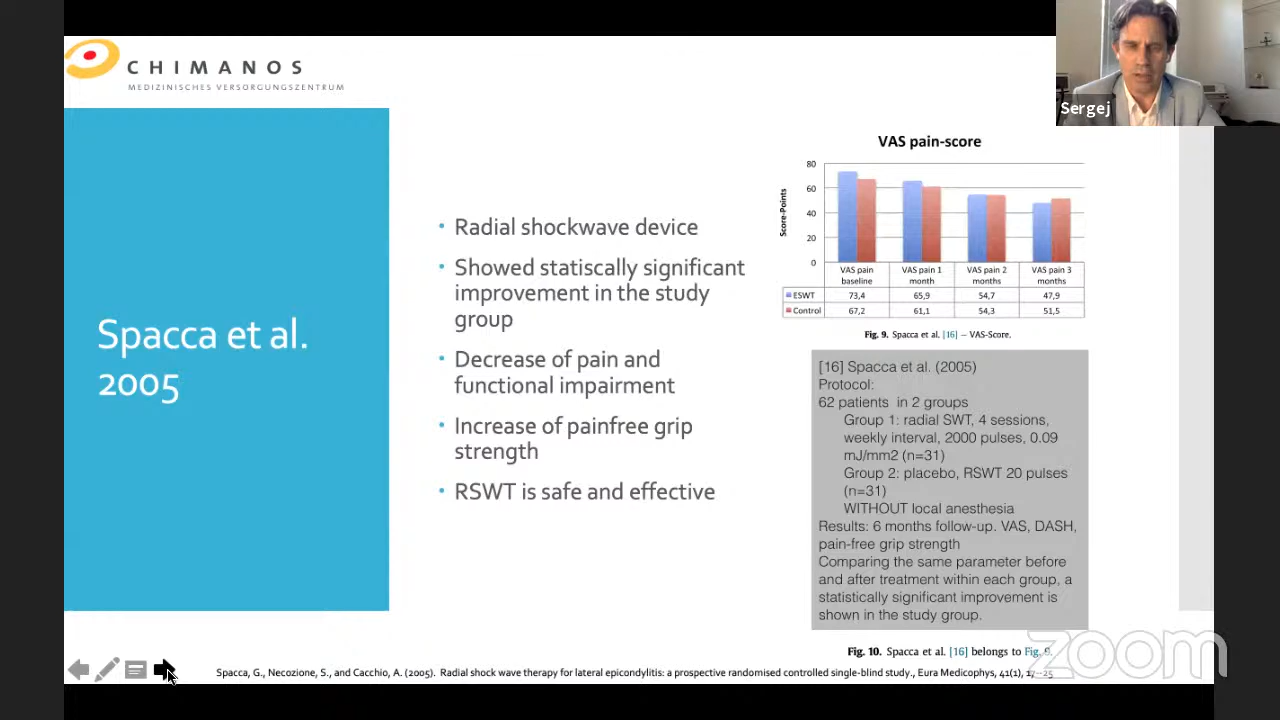 CHIMANOS
MEDIZINISCHES VERSORGUNGSZENTRUM
Sergej
Spacca et al.
2005
• Radial shockwave device
• Showed statiscally significant
improvement in the study
group
• Decrease of pain and
functional impairment
• Increase of painfree grip
strength
• RSWT is safe and effective
VAS pain-score
Score-Points
80
60
40
20
0
VAS pain baseline VAS pain 1 month VAS pain 2 months VAS pain 3 months
ESWT 73,4 65,9 54,7 47,9
Control 67,2 61,1 54,3 51,5
Fig. 9. Spacca et al. [16] – VAS-Score.
[16] Spacca et al. (2005)
Protocol:
62 patients in 2 groups
Group 1: radial SWT, 4 sessions,
weekly interval, 2000 pulses, 0.09
mJ/mm2 (n=31)
Group 2: placebo, RSWT 20 pulses
(n=31)
WITHOUT local anesthesia
Results: 6 months follow-up. VAS, DASH,
pain-free grip strength
Comparing the same parameter before
and after treatment within each group, a
statistically significant improvement is
shown in the study group.
Fig. 10. Spacca et al. [16] belongs to Fig. 9.
zoom
Spacca, G., Necozione, S., and Cacchio, A. (2005). Radial shock wave therapy for lateral epicondylitis: a prospective randomised controlled single-blind study., Eura Medicophys, 41(1), 17–25